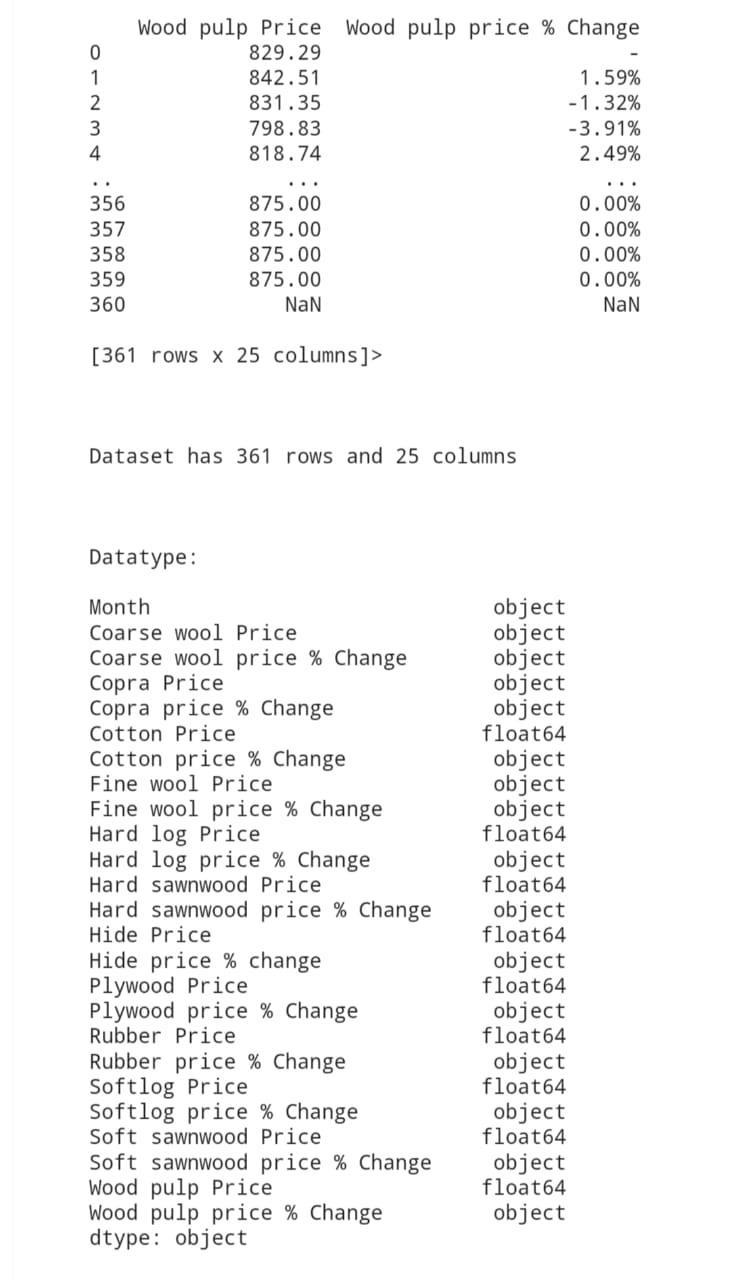 Wood pulp Price  Wood pulp price % Change
0 829.29 -
1 842.51 1.59%
2 831.35 -1.32%
3 798.83 -3.91%
4 818.74 2.49%
.. ... ...
356 875.00 0.00%
357 875.00 0.00%
358 875.00 0.00%
359 875.00 0.00%
360 NaN NaN
[361 rows x 25 columns]>
Dataset has 361 rows and 25 columns
Datatype:
Month object
Coarse wool Price object
Coarse wool price % Change object
Copra Price object
Copra price % Change object
Cotton Price float64
Cotton price % Change object
Fine wool Price object
Fine wool price % Change object
Hard log Price float64
Hard log price % Change object
Hard sawnwood Price float64
Hard sawnwood price % Change object
Hide Price float64
Hide price % change object
Plywood Price float64
Plywood price % Change object
Rubber Price float64
Rubber price % Change object
Softlog Price float64
Softlog price % Change object
Soft sawnwood Price float64
Soft sawnwood price % Change object
Wood pulp Price float64
Wood pulp price % Change object
dtype: object